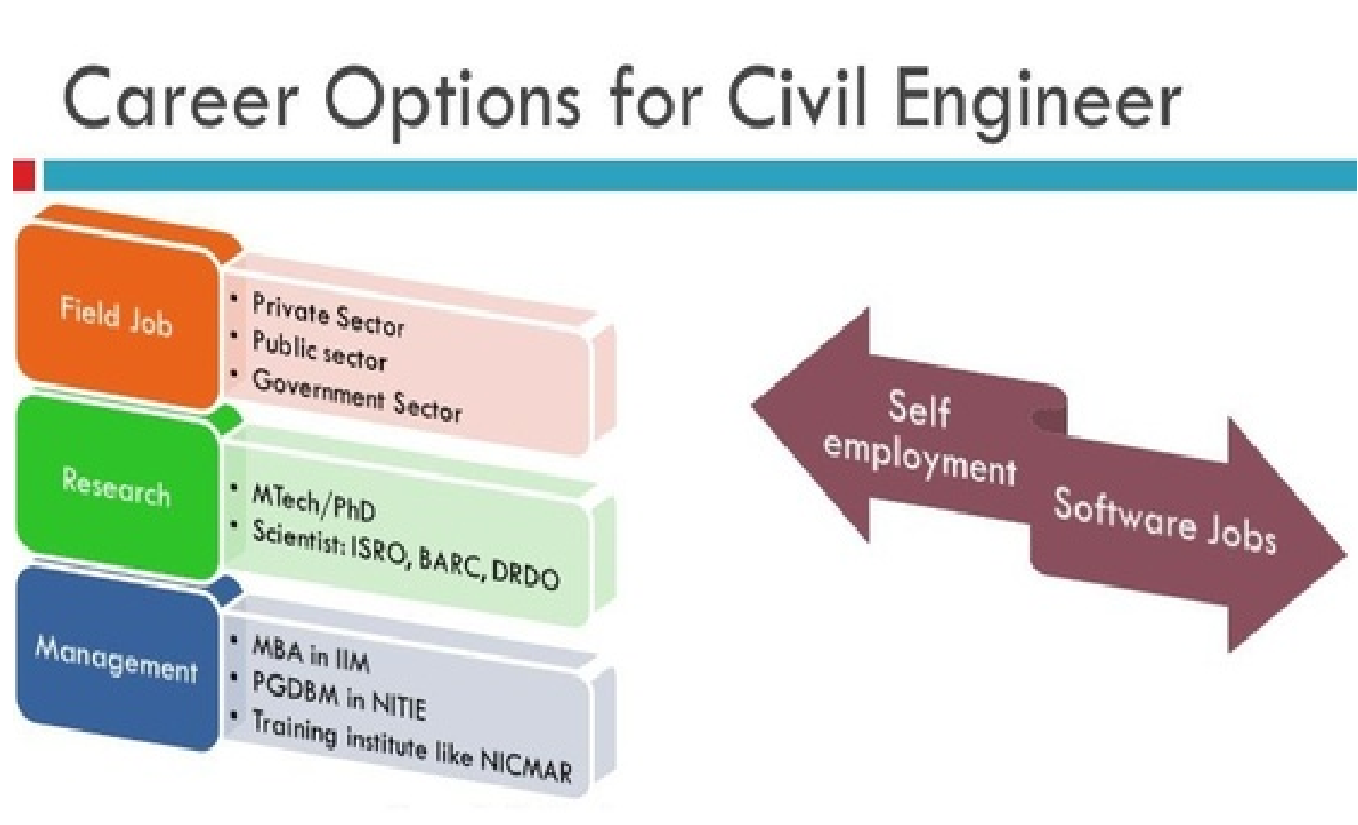 Career Options for Civil Engineer
Field Job
• Private Sector
• Public sector
• Government Sector
Research
• MTech/PhD
• Scientist: ISRO, BARC, DRDO
Management
• MBA in IIM
• PGDBM in NITIE
• Training institute like NICMAR
Self
employment
Software Jobs